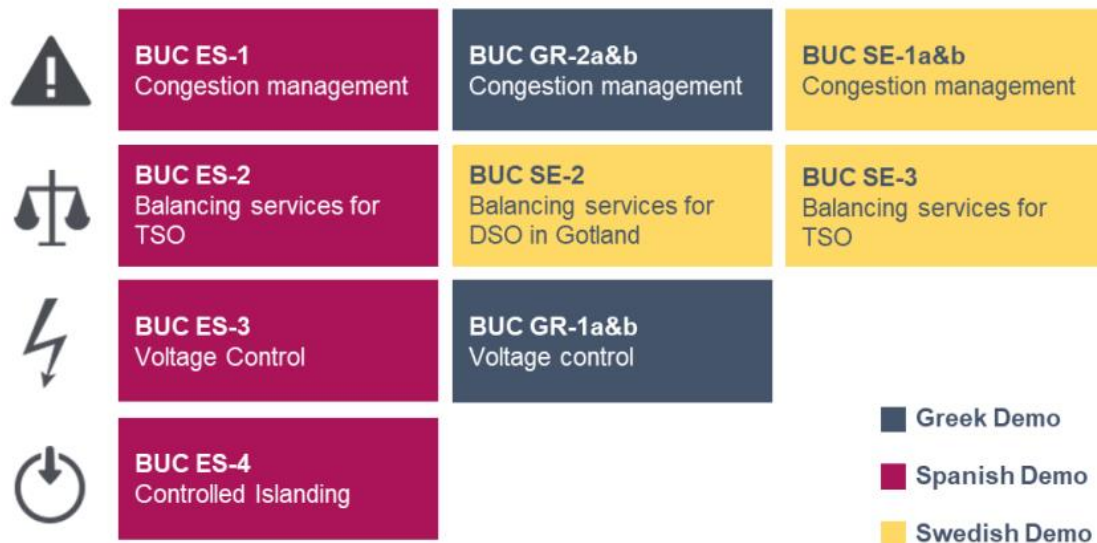 BUC ES-1
Congestion management
BUC GR-2a&b
Congestion management
BUC SE-1a&b
Congestion management
BUC ES-2
Balancing services for
TSO
BUC SE-2
Balancing services for
DSO in Gotland
BUC SE-3
Balancing services for
TSO
BUC ES-3
Voltage Control
BUC GR-1a&b
Voltage control
BUC ES-4
Controlled Islanding
Greek Demo
Spanish Demo
Swedish Demo